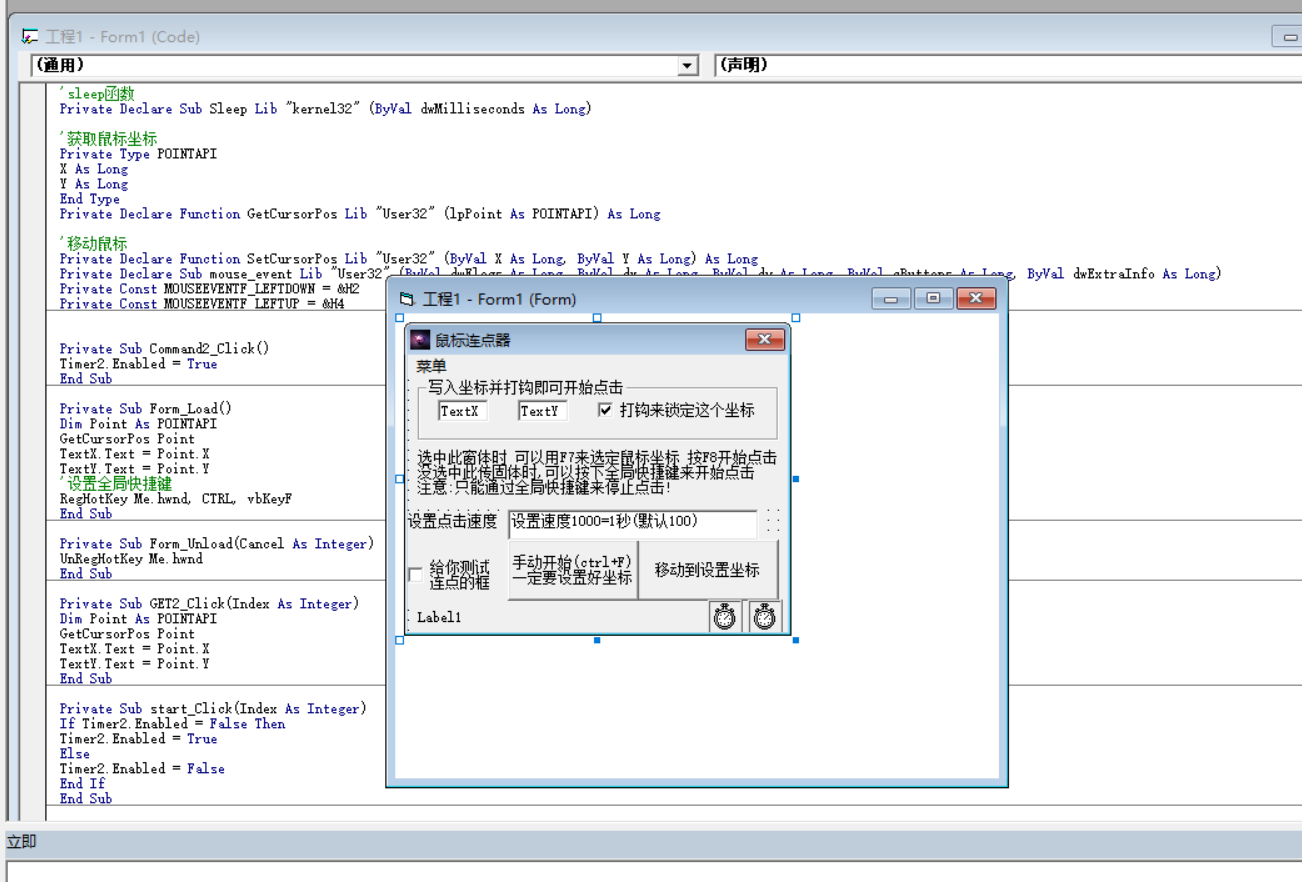 工程1 - Form1 (Code)
(通用)
(声明)
'sleep函数
Private Declare Sub Sleep Lib "kernel32" (ByVal dwMilliseconds As Long)
'获取鼠标坐标
Private Type POINTAPI
X As Long
Y As Long
End Type
Private Declare Function GetCursorPos Lib "User32" (lpPoint As POINTAPI) As Long
'移动鼠标
Private Declare Function SetCursorPos Lib "User32" (ByVal X As Long, ByVal Y As Long) As Long
Private Declare Sub mouse_event Lib "User32" (ByVal dwFlags As Long, ByVal dx As Long, ByVal dy As Long, ByVal cButtons As Long, ByVal dwExtraInfo As Long)
Private Const MOUSEEVENTF_LEFTDOWN = &H2
Private Const MOUSEEVENTF_LEFTUP = &H4
Private Sub Command2_Click()
Timer2.Enabled = True
End Sub
Private Sub Form_Load()
Dim Point As POINTAPI
GetCursorPos Point
TextX.Text = Point.X
TextY.Text = Point.Y
'设置全局快捷键
RegHotKey Me.hwnd, CTRL, vbKeyF
End Sub
Private Sub Form_Unload(Cancel As Integer)
UnRegHotKey Me.hwnd
End Sub
Private Sub GET2_Click(Index As Integer)
Dim Point As POINTAPI
GetCursorPos Point
TextX.Text = Point.X
TextY.Text = Point.Y
End Sub
Private Sub start_Click(Index As Integer)
If Timer2.Enabled = False Then
Timer2.Enabled = True
Else
Timer2.Enabled = False
End If
End Sub
工程1 - Form1 (Form)
鼠标连点器
菜单
写入坐标并打钩即可开始点击
TextX
TextY
打钩来锁定这个坐标
选中此窗体时,可以用F7来选定鼠标坐标,按F8开始点击
没选中此传固体时,可以按下全局快捷键来开始点击
注意:只能通过全局快捷键来停止点击!
设置点击速度
设置速度1000=1秒(默认100)
给你测试
连点的框
手动开始(ctrl+F)
一定要设置好坐标
移动到设置坐标
Label1
立即